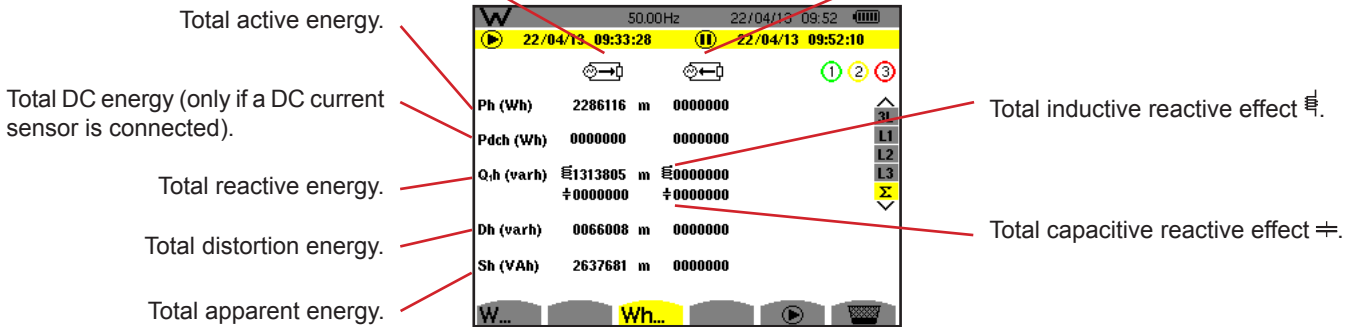 W 50.00Hz 22/04/13 09:52
22/04/13 09:33:28 22/04/13 09:52:10
1 2 3
Total active energy.
Total DC energy (only if a DC current
sensor is connected).
Total reactive energy.
Total distortion energy.
Total apparent energy.
Ph (Wh) 2286116 m 0000000
Pdch (Wh) 0000000 0000000
Q₁h (varh) 1313805 m 0000000
0000000 0000000
Dh (varh) 0066008 m 0000000
Sh (VAh) 2637681 m 0000000
3L
L1
L2
L3
Σ
W... Wh...
Total inductive reactive effect .
Total capacitive reactive effect .